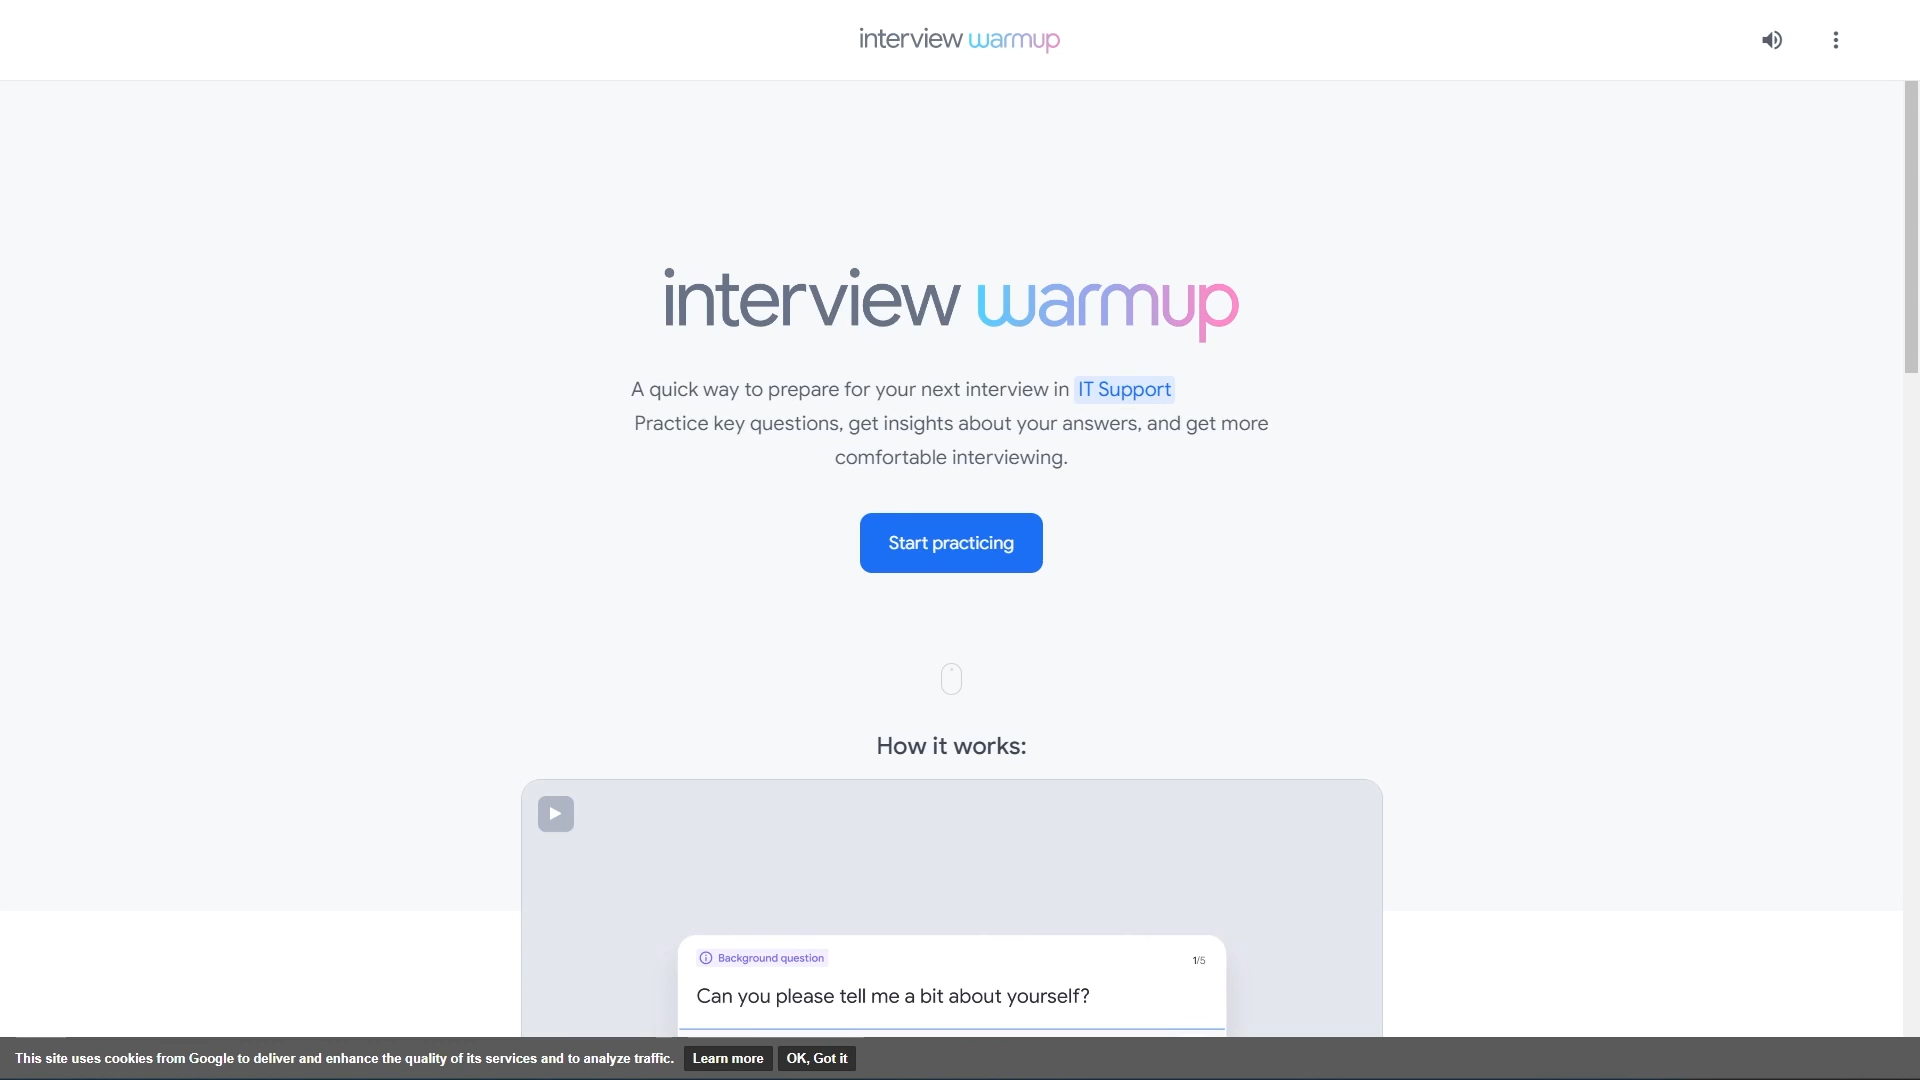 interview warmup
interview warmup
A quick way to prepare for your next interview in IT Support
Practice key questions, get insights about your answers, and get more
comfortable interviewing.
Start practicing
How it works:
Background question 1/5
Can you please tell me a bit about yourself?
This site uses cookies from Google to deliver and enhance the quality of its services and to analyze traffic. Learn more OK, Got it